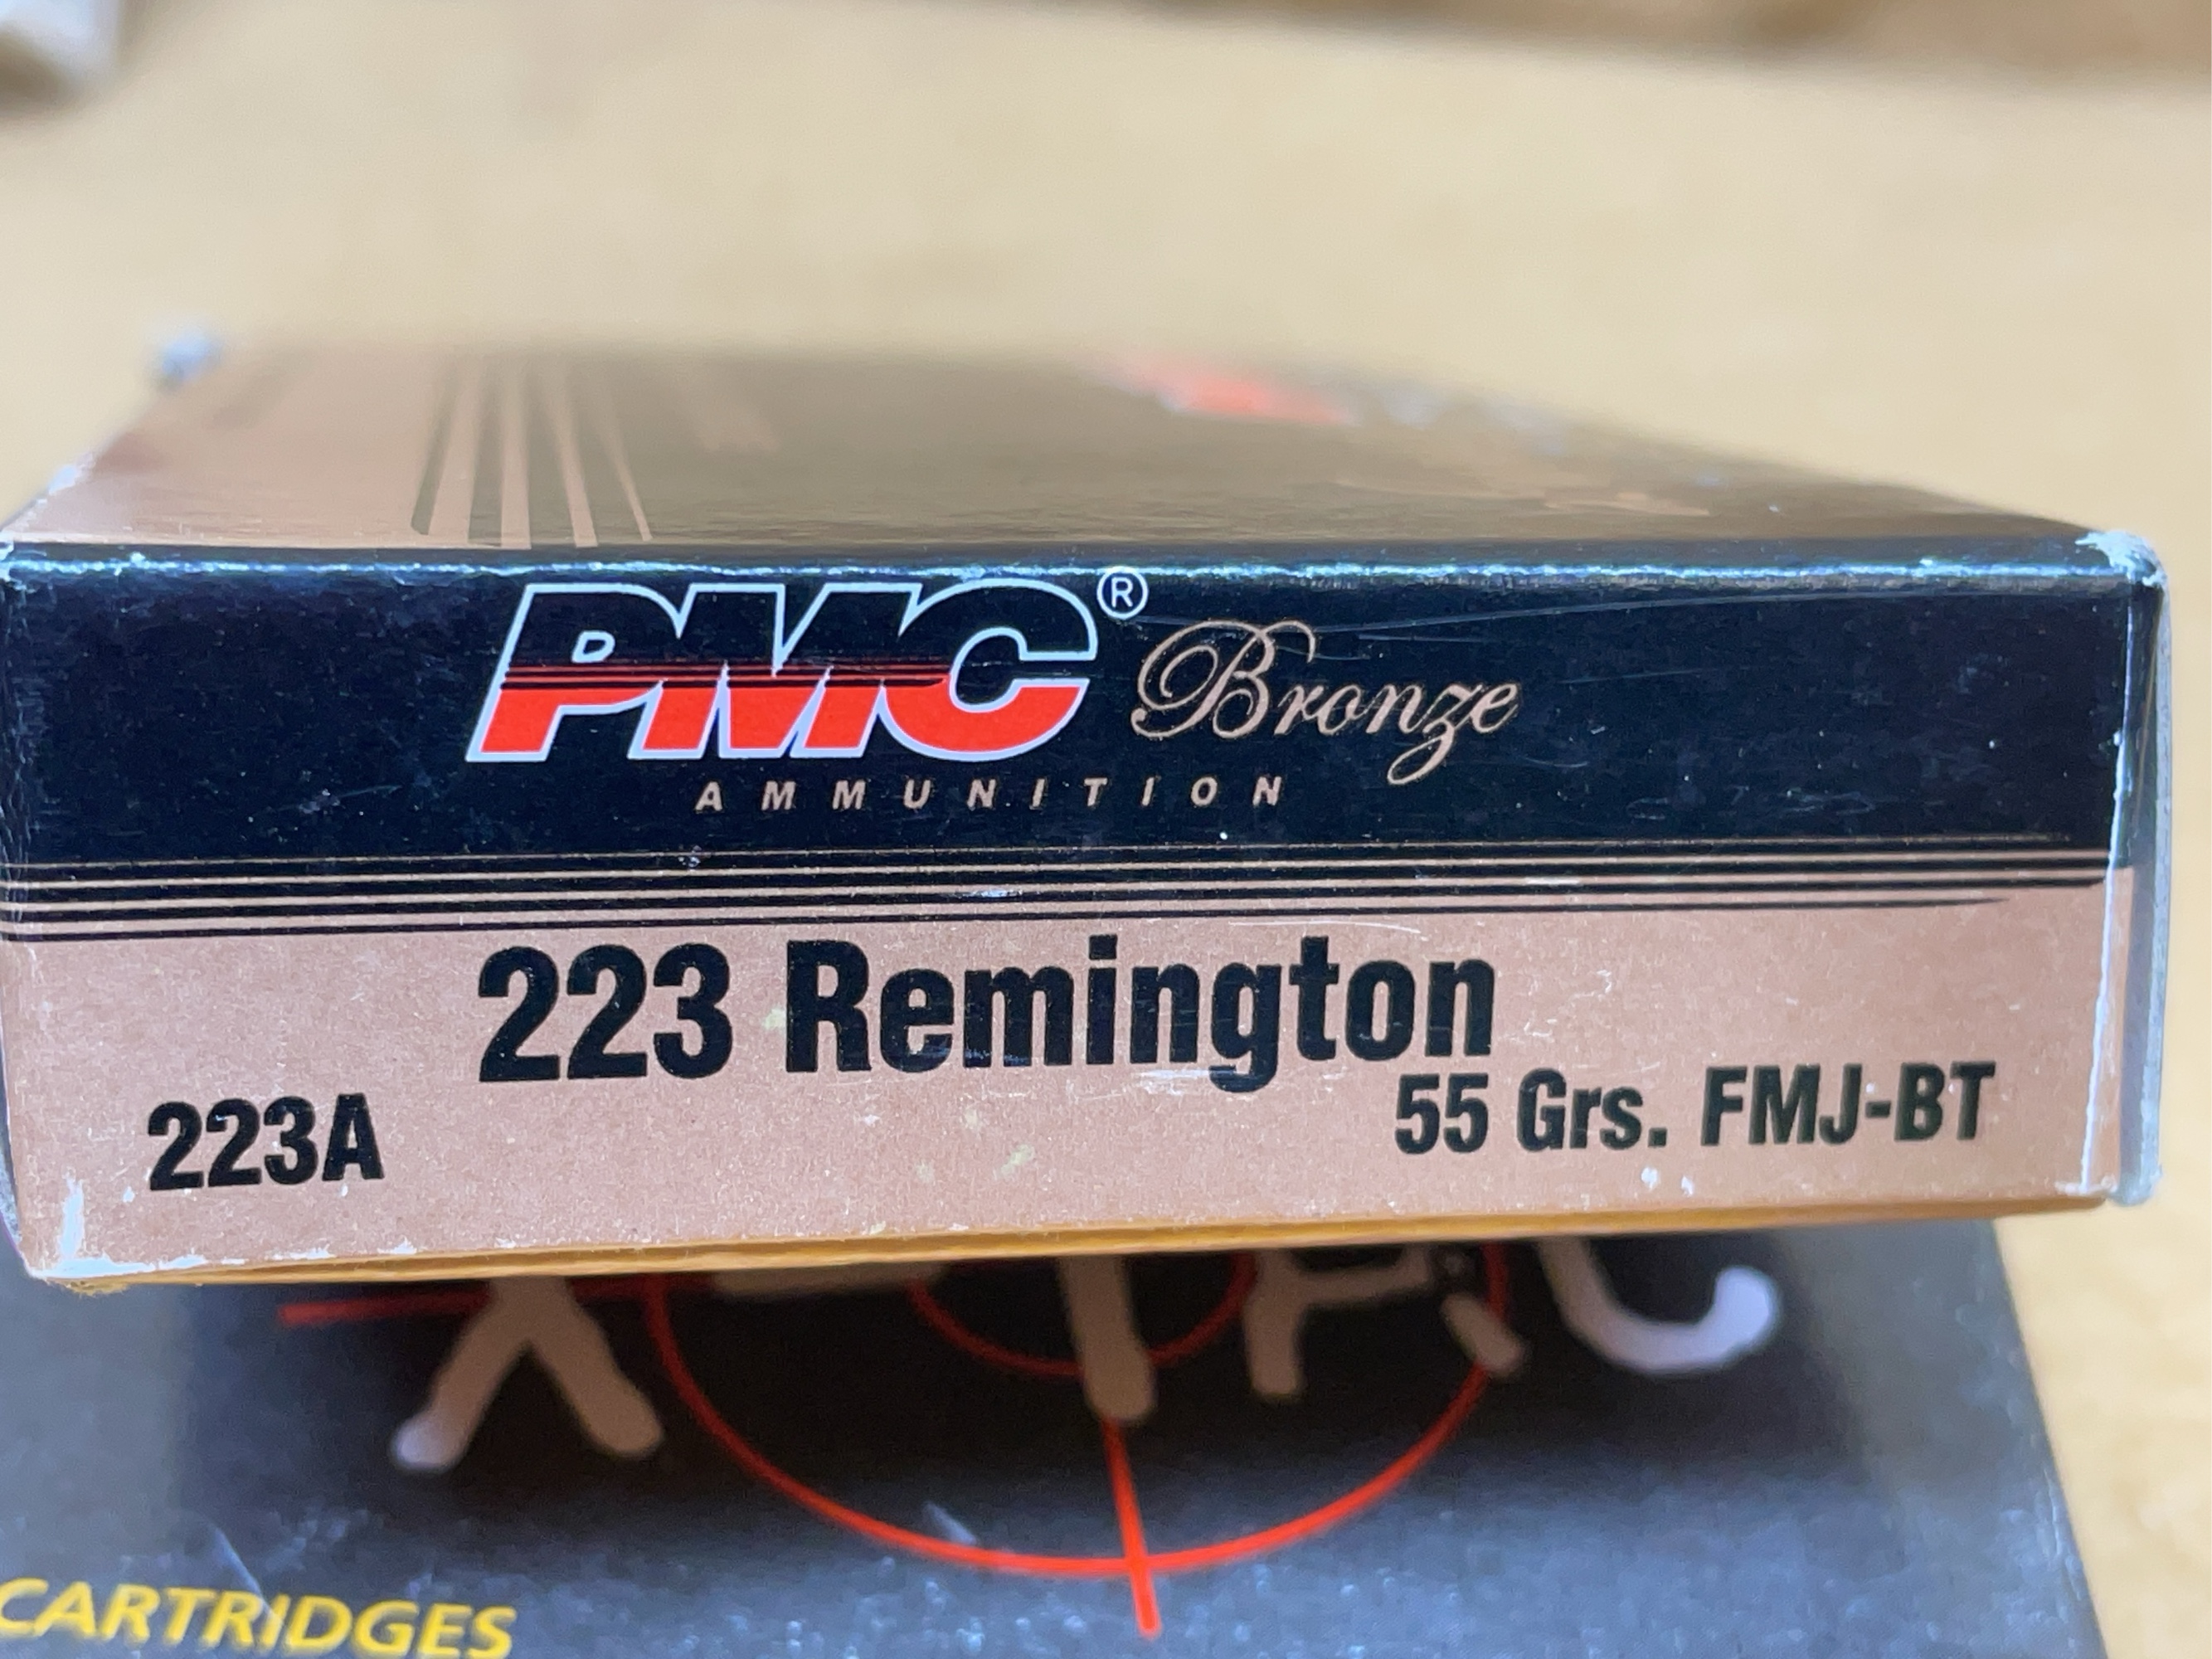 PMC® Bronze
AMMUNITION
223 Remington
223A
55 Grs. FMJ-BT
CARTRIDGES